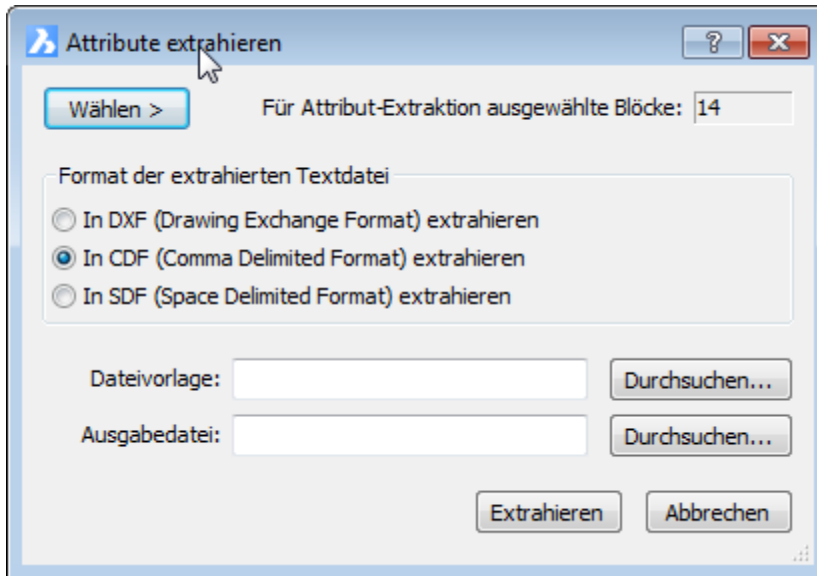 Attribute extrahieren
Wählen > Für Attribut-Extraktion ausgewählte Blöcke: 14
Format der extrahierten Textdatei
In DXF (Drawing Exchange Format) extrahieren
In CDF (Comma Delimited Format) extrahieren
In SDF (Space Delimited Format) extrahieren
Dateivorlage: Durchsuchen...
Ausgabedatei: Durchsuchen...
Extrahieren Abbrechen